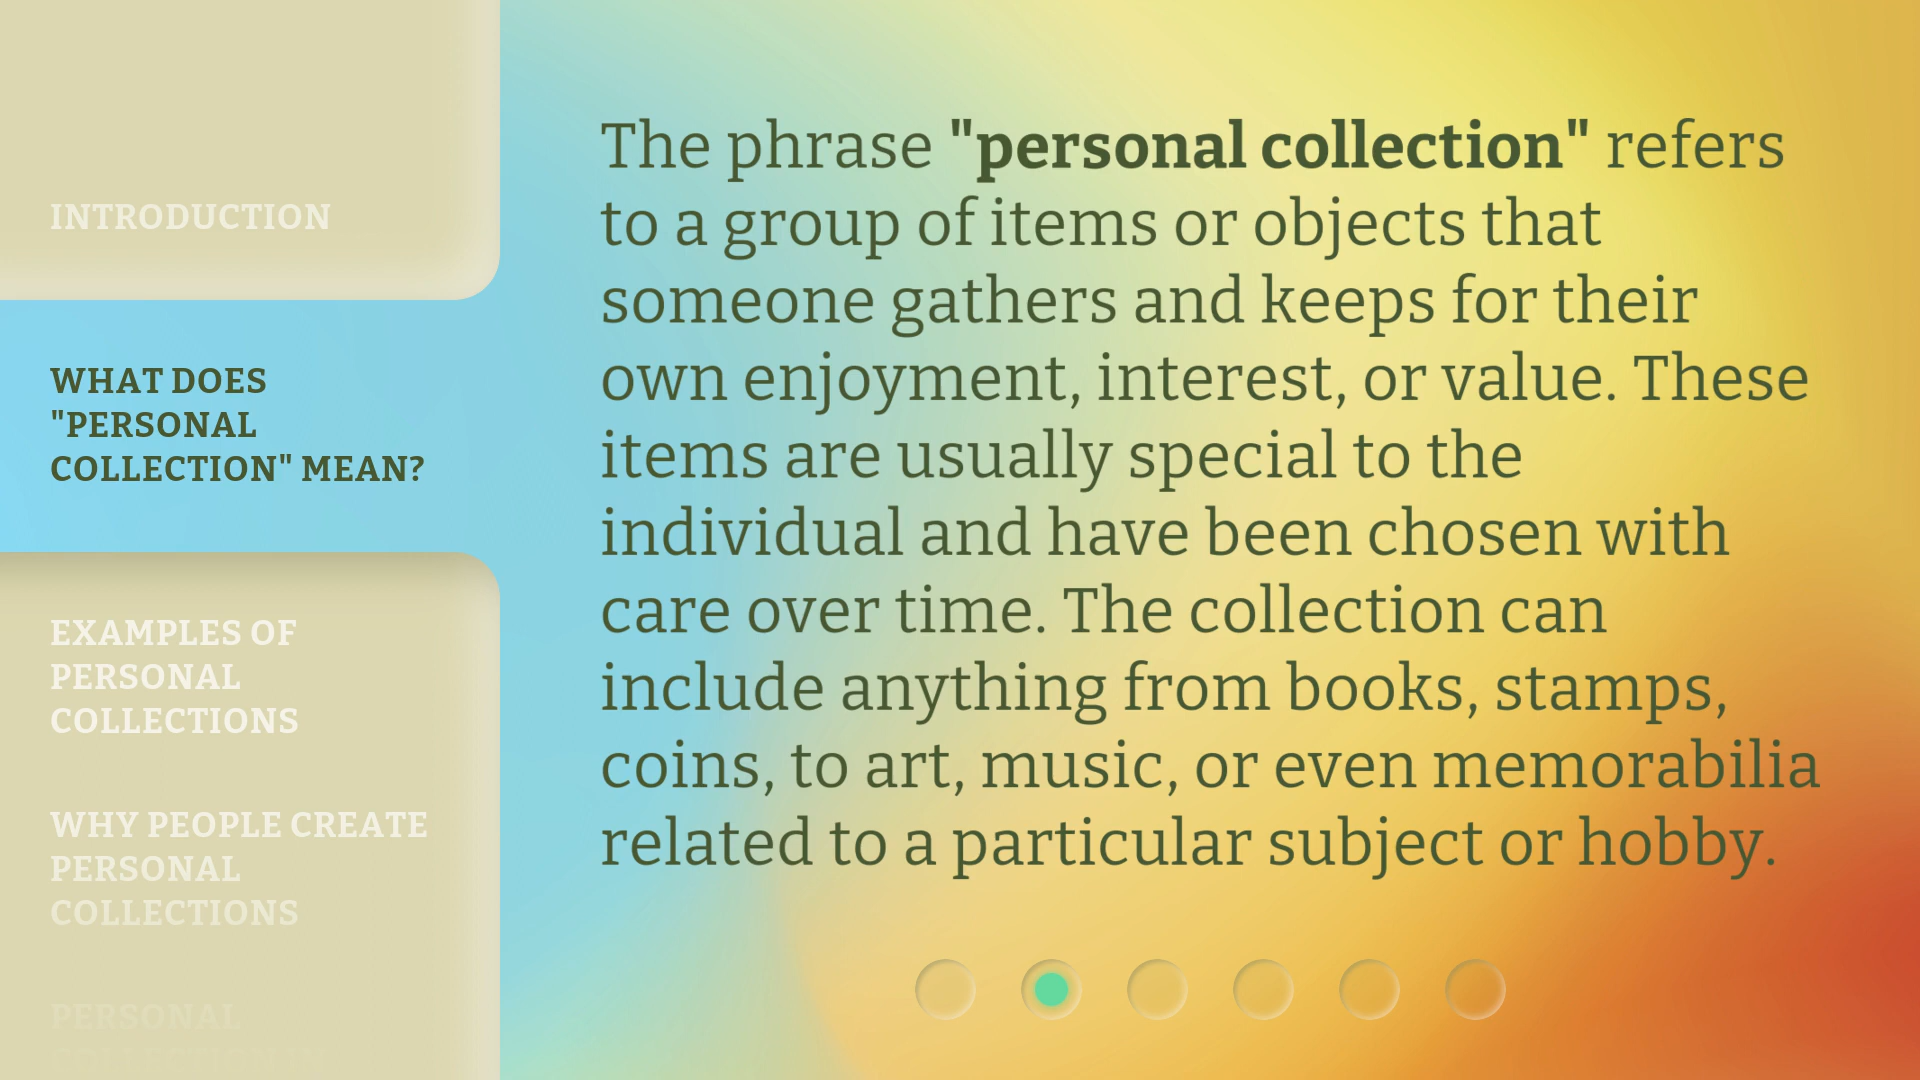 INTRODUCTION
WHAT DOES
"PERSONAL
COLLECTION" MEAN?
EXAMPLES OF
PERSONAL
COLLECTIONS
WHY PEOPLE CREATE
PERSONAL
COLLECTIONS
PERSONAL
COLLECTION IN
The phrase "personal collection" refers
to a group of items or objects that
someone gathers and keeps for their
own enjoyment, interest, or value. These
items are usually special to the
individual and have been chosen with
care over time. The collection can
include anything from books, stamps,
coins, to art, music, or even memorabilia
related to a particular subject or hobby.